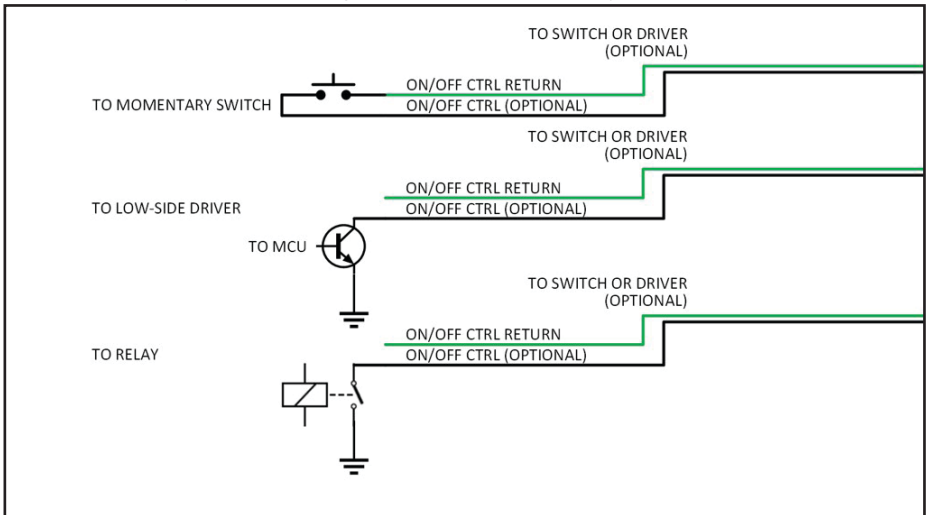 TO SWITCH OR DRIVER
(OPTIONAL)
ON/OFF CTRL RETURN
TO MOMENTARY SWITCH
ON/OFF CTRL (OPTIONAL)
TO SWITCH OR DRIVER
(OPTIONAL)
ON/OFF CTRL RETURN
TO LOW-SIDE DRIVER
ON/OFF CTRL (OPTIONAL)
TO MCU
TO SWITCH OR DRIVER
(OPTIONAL)
ON/OFF CTRL RETURN
TO RELAY
ON/OFF CTRL (OPTIONAL)